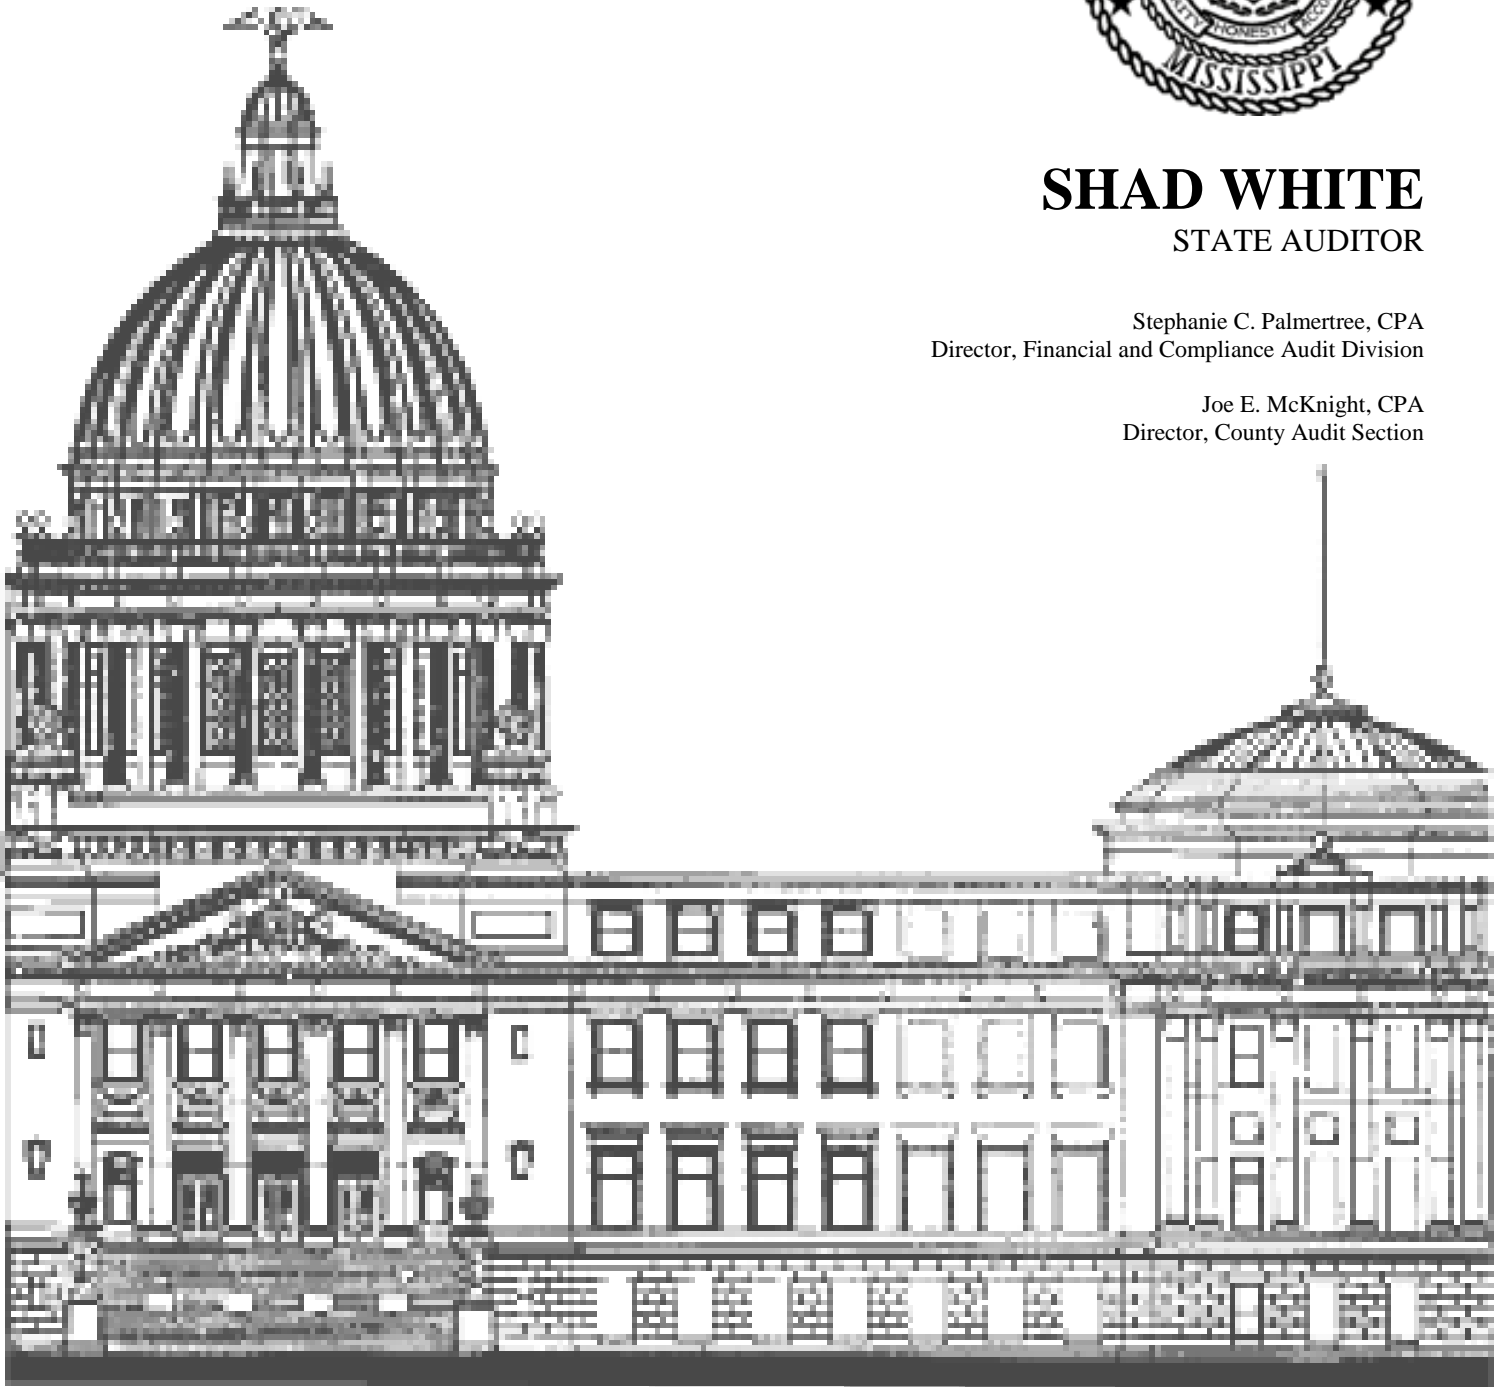 HONESTY
MISSISSIPPI
SHAD WHITE
STATE AUDITOR
Stephanie C. Palmertree, CPA
Director, Financial and Compliance Audit Division
Joe E. McKnight, CPA
Director, County Audit Section